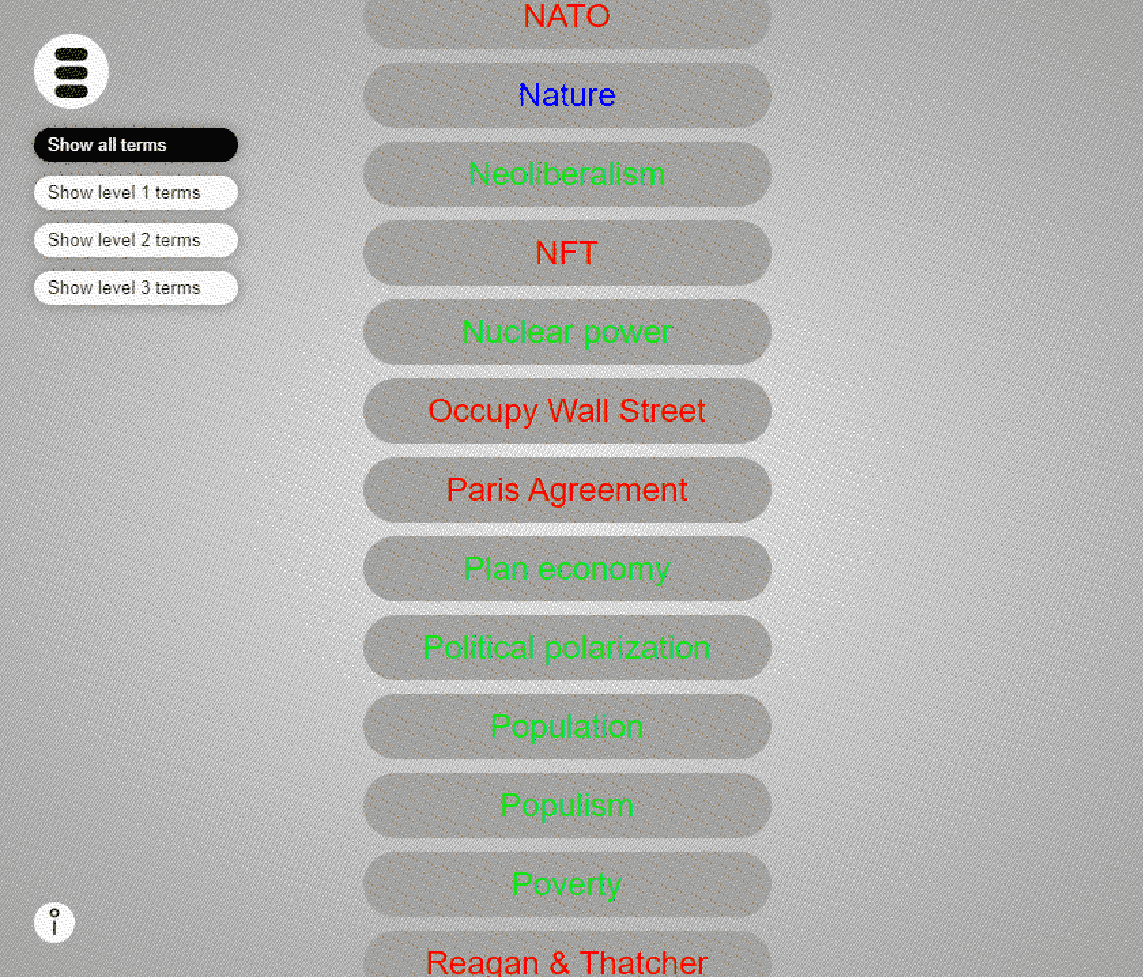 Show all terms
Show level 1 terms
Show level 2 terms
Show level 3 terms
NATO
Nature
Neoliberalism
NFT
Nuclear power
Occupy Wall Street
Paris Agreement
Plan economy
Political polarization
Population
Populism
Poverty
Reagan & Thatcher
i